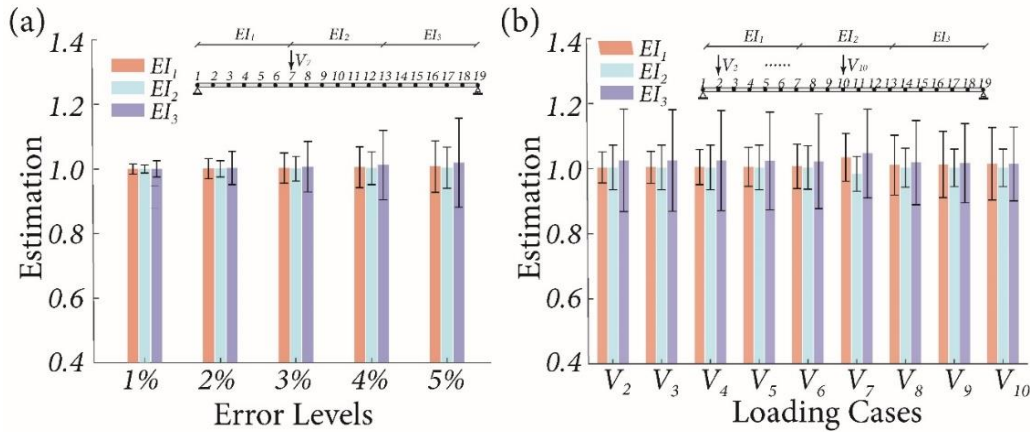 (a)
1.4
1.2
1.0
0.8
0.6
0.4
Estimation
EI1
EI2
EI3
EI1 EI2 EI3
V7
1 2 3 4 5 6 7 8 9 10 11 12 13 14 15 16 17 18 19
1% 2% 3% 4% 5%
Error Levels
(b)
1.4
1.2
1.0
0.8
0.6
0.4
Estimation
EI1
EI2
EI3
EI1 EI2 EI3
V2 ...... V10
1 2 3 4 5 6 7 8 9 10 11 12 13 14 15 16 17 18 19
V2 V3 V4 V5 V6 V7 V8 V9 V10
Loading Cases